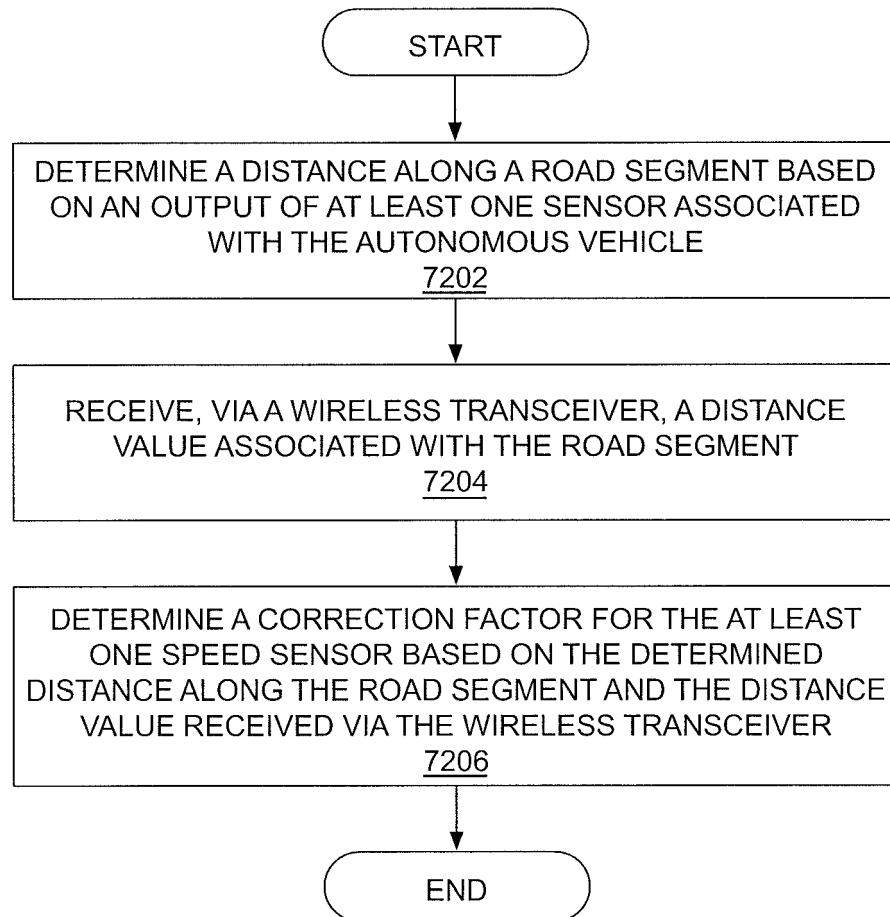 START
DETERMINE A DISTANCE ALONG A ROAD SEGMENT BASED
ON AN OUTPUT OF AT LEAST ONE SENSOR ASSOCIATED
WITH THE AUTONOMOUS VEHICLE
7202
RECEIVE, VIA A WIRELESS TRANSCEIVER, A DISTANCE
VALUE ASSOCIATED WITH THE ROAD SEGMENT
7204
DETERMINE A CORRECTION FACTOR FOR THE AT LEAST
ONE SPEED SENSOR BASED ON THE DETERMINED
DISTANCE ALONG THE ROAD SEGMENT AND THE DISTANCE
VALUE RECEIVED VIA THE WIRELESS TRANSCEIVER
7206
END